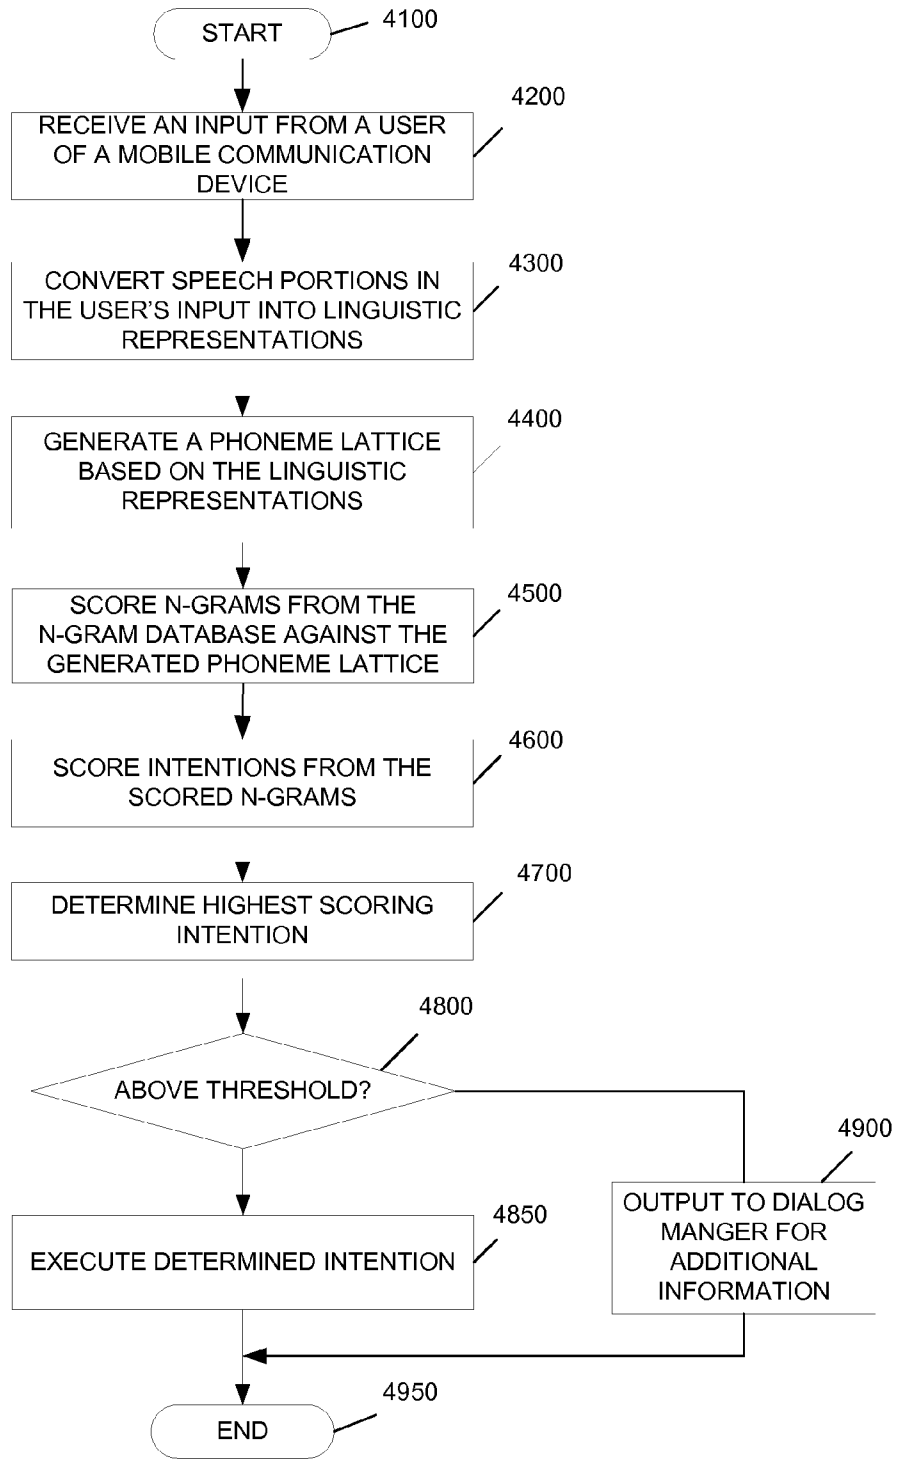 START
4100
4200
RECEIVE AN INPUT FROM A USER
OF A MOBILE COMMUNICATION
DEVICE
4300
CONVERT SPEECH PORTIONS IN
THE USER'S INPUT INTO LINGUISTIC
REPRESENTATIONS
4400
GENERATE A PHONEME LATTICE
BASED ON THE LINGUISTIC
REPRESENTATIONS
4500
SCORE N-GRAMS FROM THE
N-GRAM DATABASE AGAINST THE
GENERATED PHONEME LATTICE
4600
SCORE INTENTIONS FROM THE
SCORED N-GRAMS
4700
DETERMINE HIGHEST SCORING
INTENTION
4800
ABOVE THRESHOLD?
4900
OUTPUT TO DIALOG
MANGER FOR
ADDITIONAL
INFORMATION
4850
EXECUTE DETERMINED INTENTION
4950
END